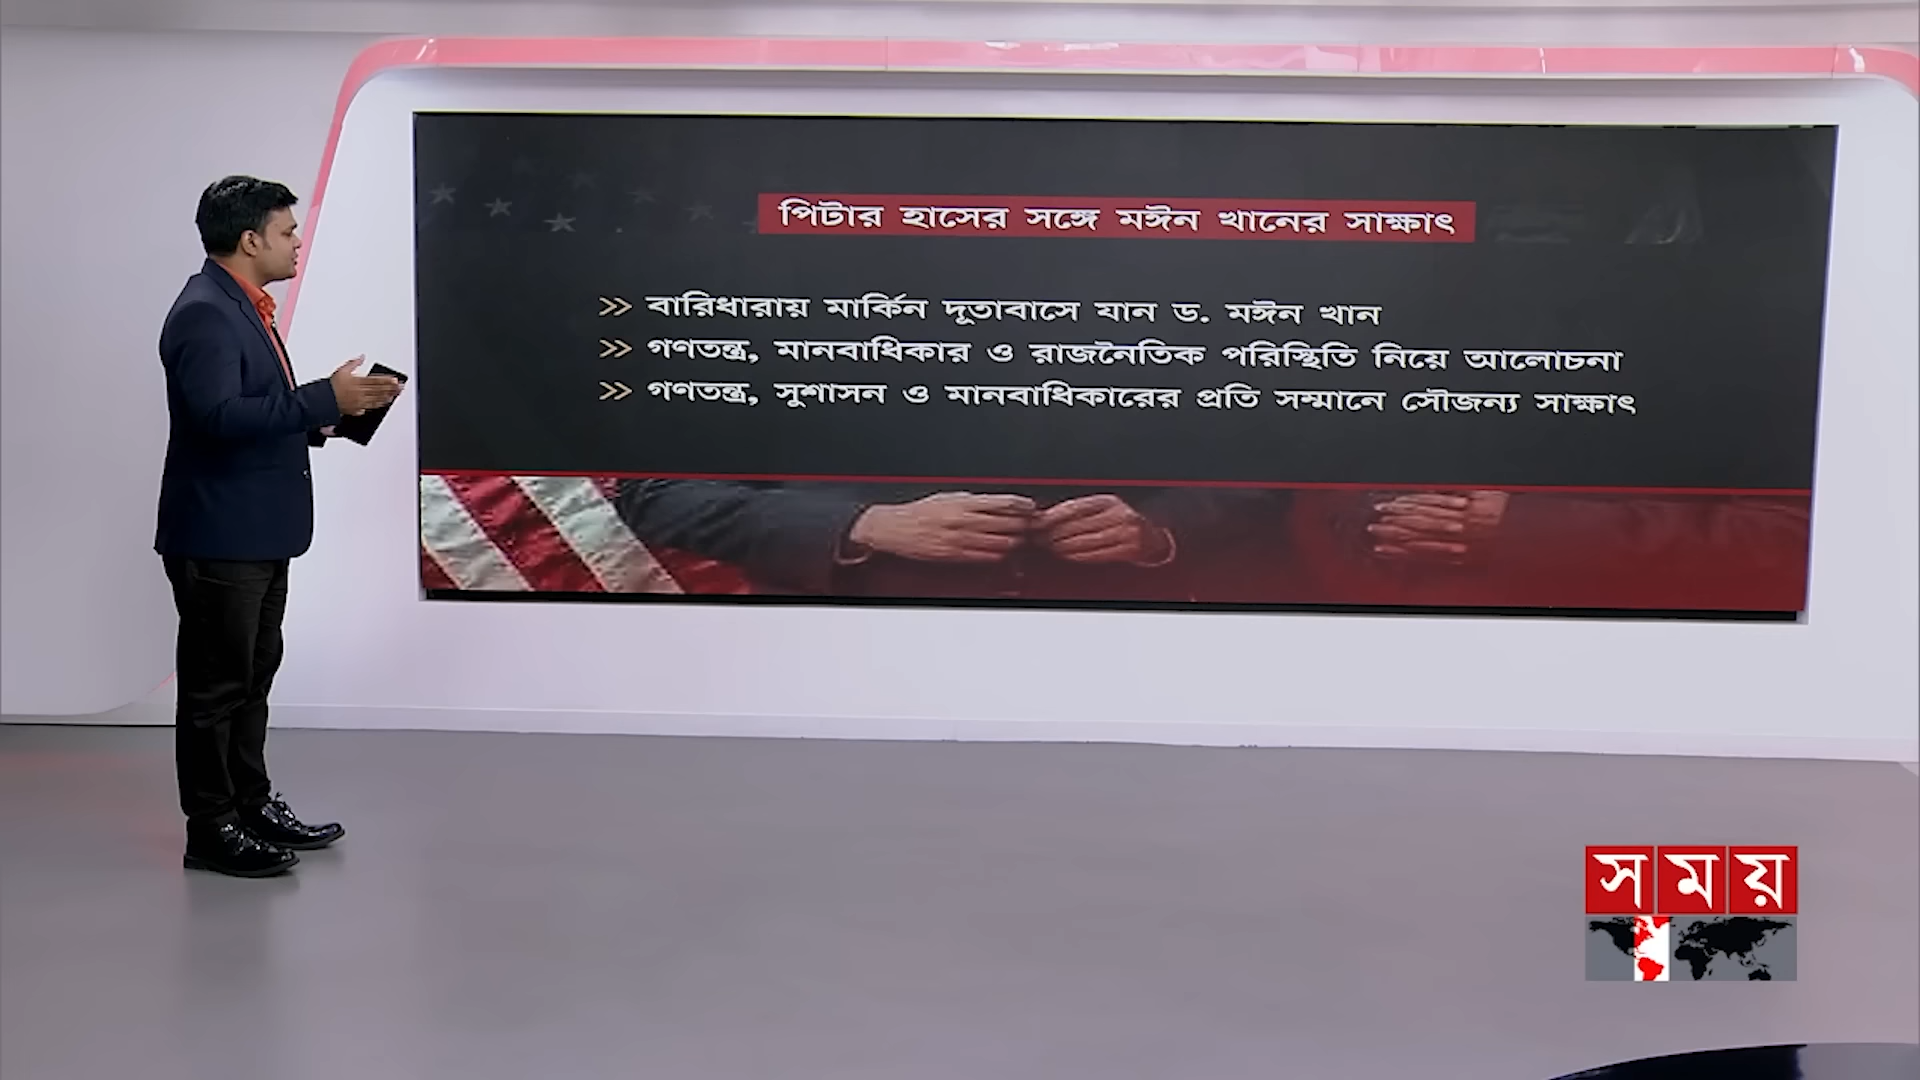 পিটার হাসের সঙ্গে মঈন খানের সাক্ষাৎ
>> বারিধারায় মার্কিন দূতাবাসে যান ড. মঈন খান
>> গণতন্ত্র, মানবাধিকার ও রাজনৈতিক পরিস্থিতি নিয়ে আলোচনা
>> গণতন্ত্র, সুশাসন ও মানবাধিকারের প্রতি সম্মানে সৌজন্য সাক্ষাৎ
সময়